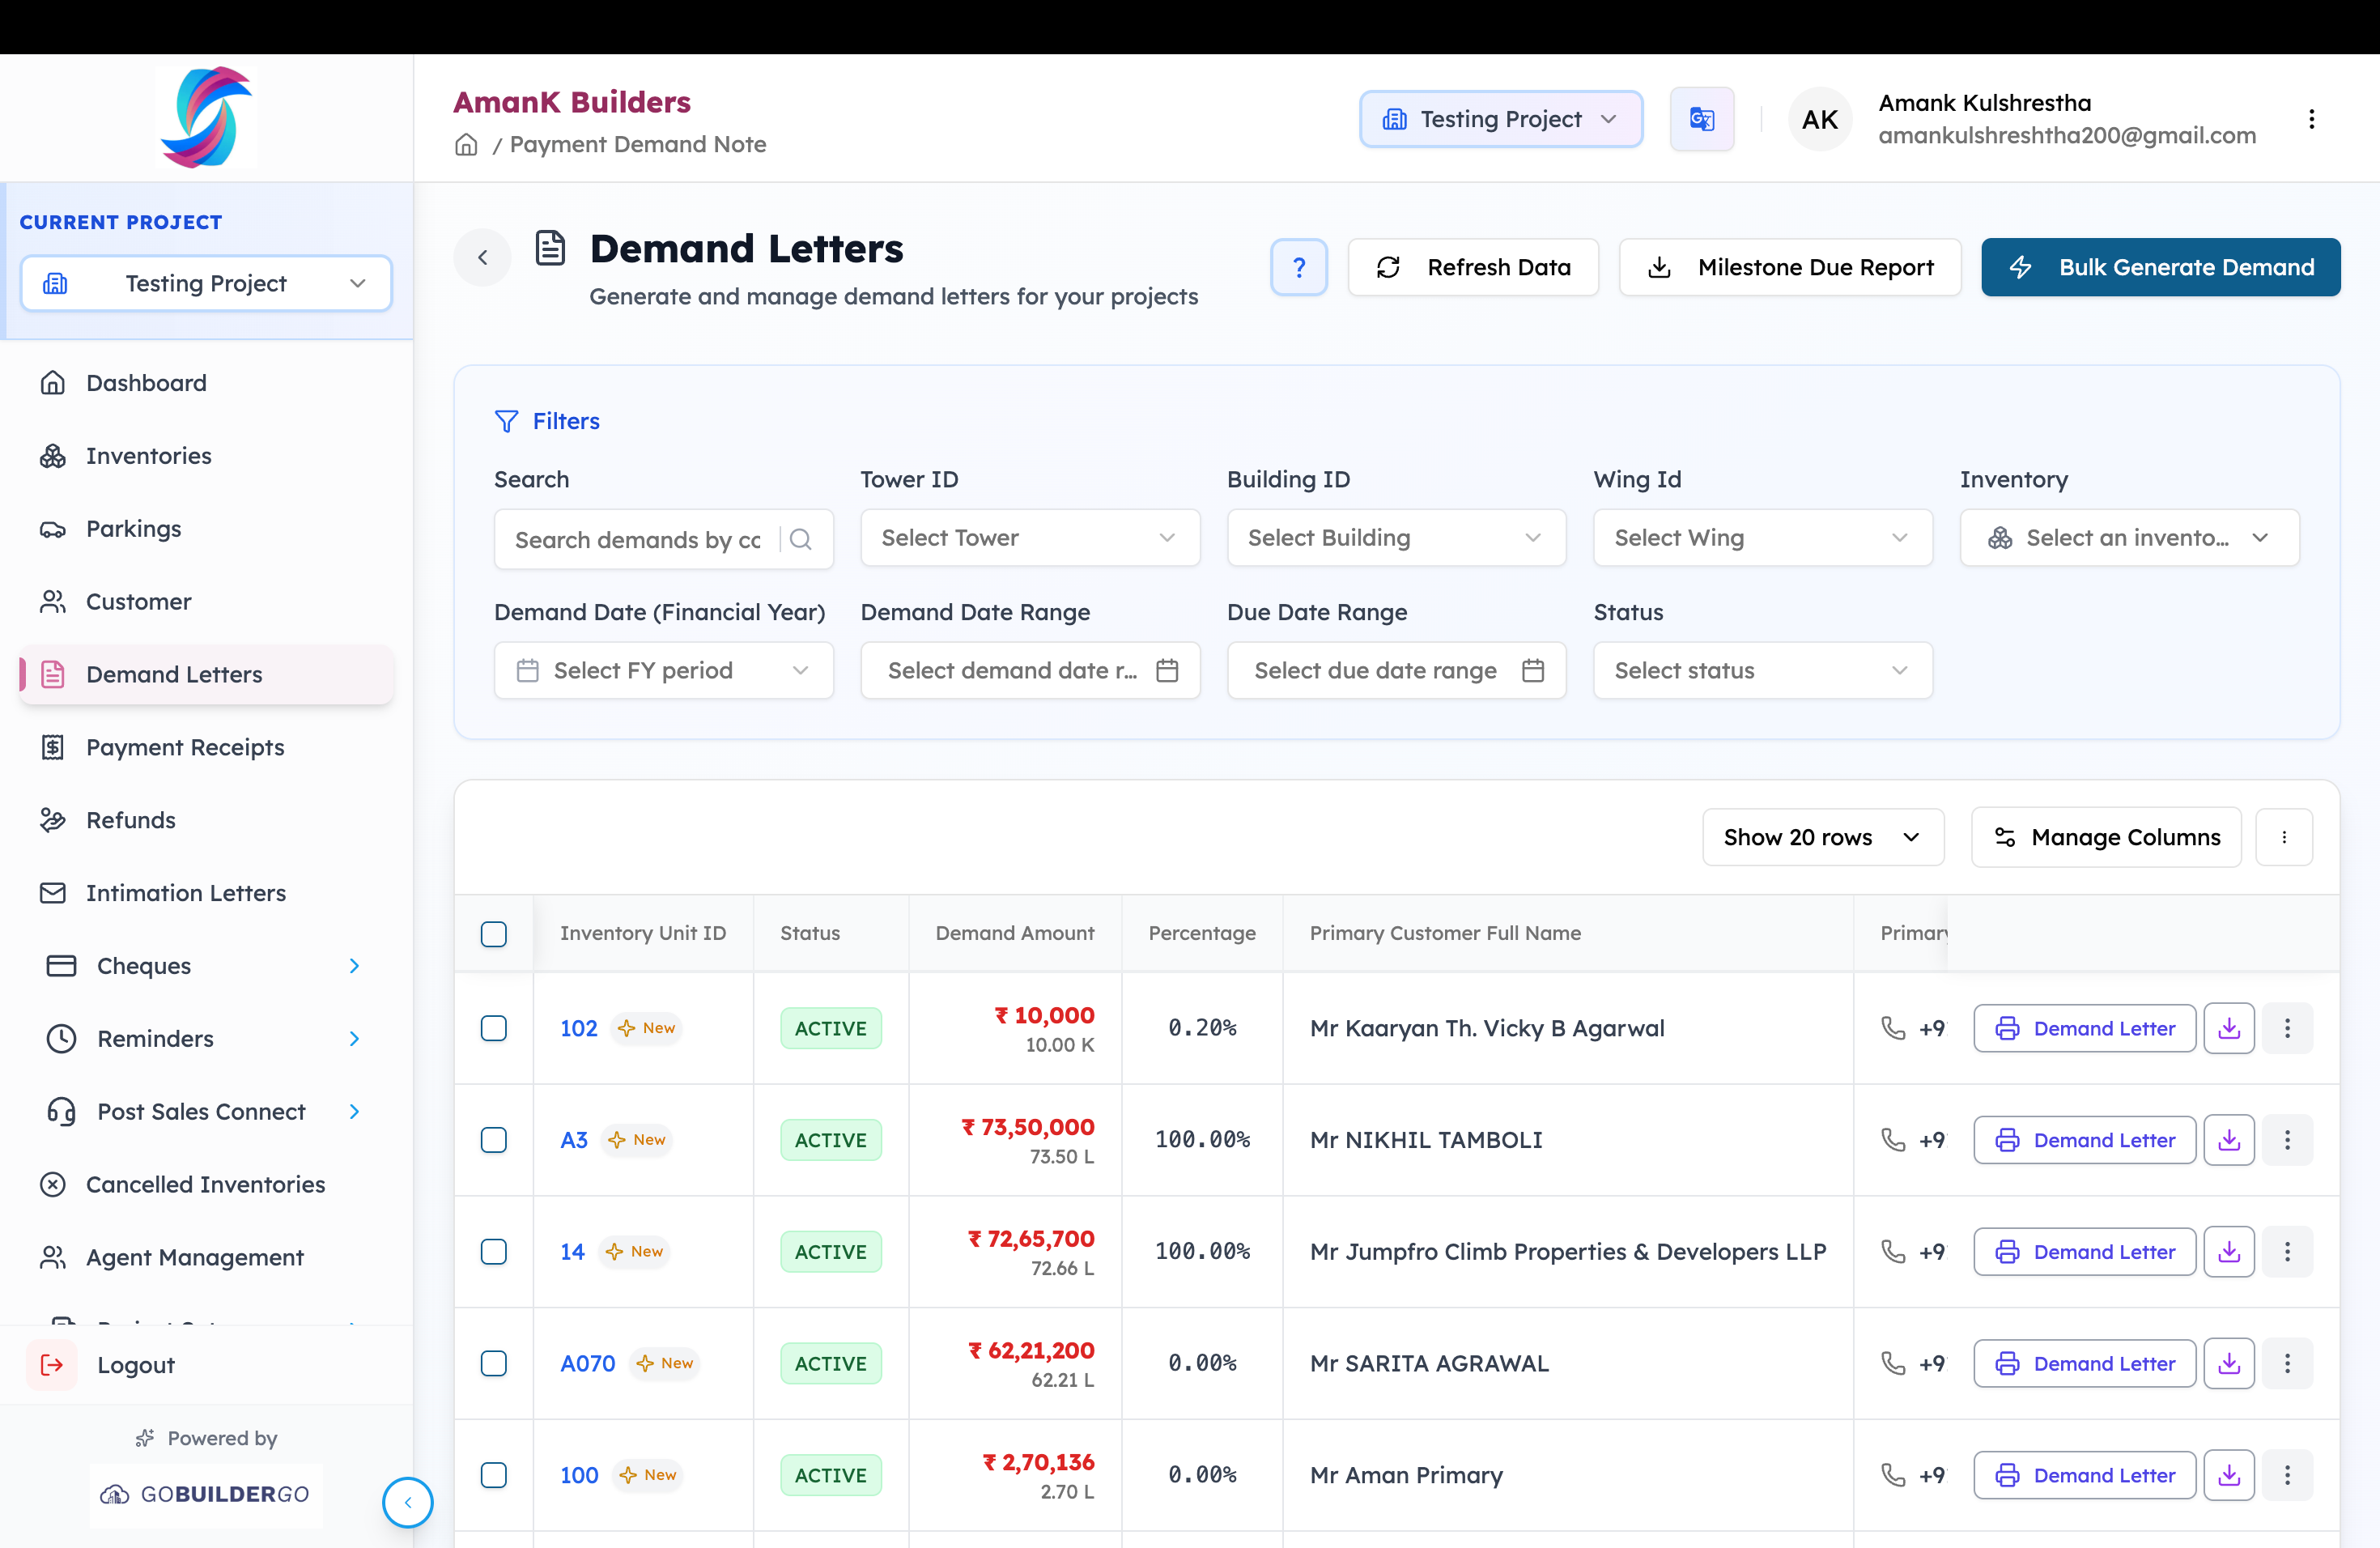 AmanK Builders
/ Payment Demand Note
Testing Project
AK
Amank Kulshrestha
amankulshreshtha200@gmail.com
CURRENT PROJECT
Testing Project
Dashboard
Inventories
Parkings
Customer
Demand Letters
Payment Receipts
Refunds
Intimation Letters
Cheques
Reminders
Post Sales Connect
Cancelled Inventories
Agent Management
Logout
Powered by
GOBUILDERGO
Demand Letters
Generate and manage demand letters for your projects
?
Refresh Data
Milestone Due Report
Bulk Generate Demand
Filters
Search
Tower ID
Building ID
Wing Id
Inventory
Search demands by cc
Select Tower
Select Building
Select Wing
Select an invento...
Demand Date (Financial Year)
Demand Date Range
Due Date Range
Status
Select FY period
Select demand date r...
Select due date range
Select status
Show 20 rows
Manage Columns
Inventory Unit ID
Status
Demand Amount
Percentage
Primary Customer Full Name
Primary
102 New ACTIVE ₹ 10,000 0.20% Mr Kaaryan Th. Vicky B Agarwal +9 Demand Letter
10.00 K
A3 New ACTIVE ₹ 73,50,000 100.00% Mr NIKHIL TAMBOLI +9 Demand Letter
73.50 L
14 New ACTIVE ₹ 72,65,700 100.00% Mr Jumpfro Climb Properties & Developers LLP +9 Demand Letter
72.66 L
A070 New ACTIVE ₹ 62,21,200 0.00% Mr SARITA AGRAWAL +9 Demand Letter
62.21 L
100 New ACTIVE ₹ 2,70,136 0.00% Mr Aman Primary +9 Demand Letter
2.70 L